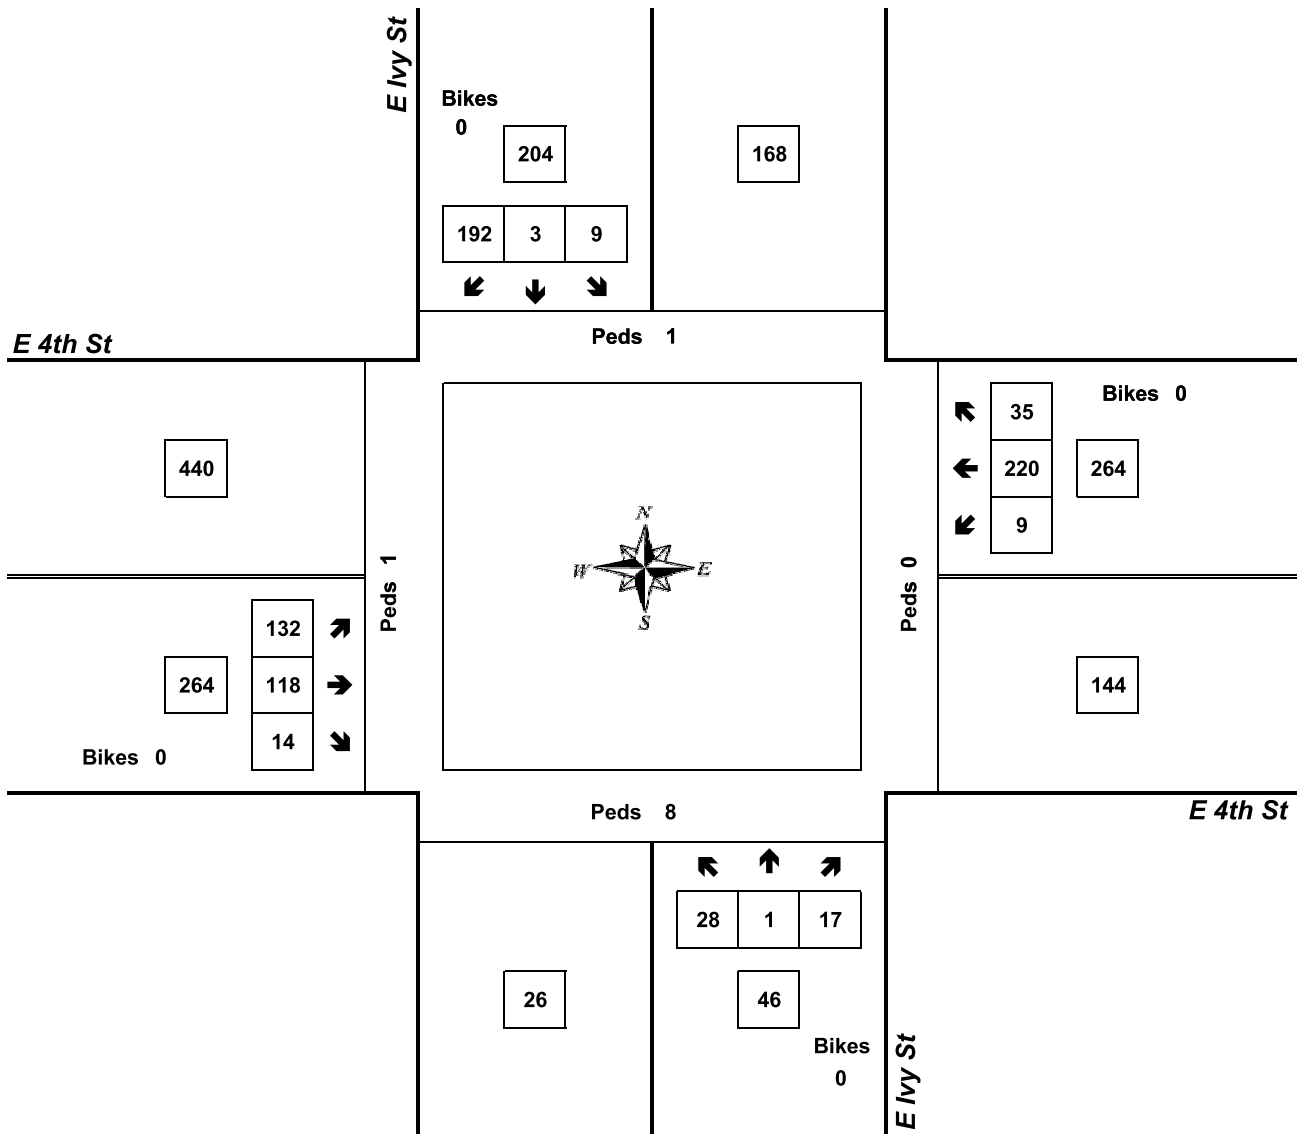 E Ivy St
Bikes
0
204
168
192 3 9
Peds 1
E 4th St
Bikes 0
35
440
220
264
9
N
W E
S
Peds 1
Peds 0
132
264
118
144
14
Bikes 0
Peds 8
E 4th St
28 1 17
26
46
Bikes
0
E Ivy St